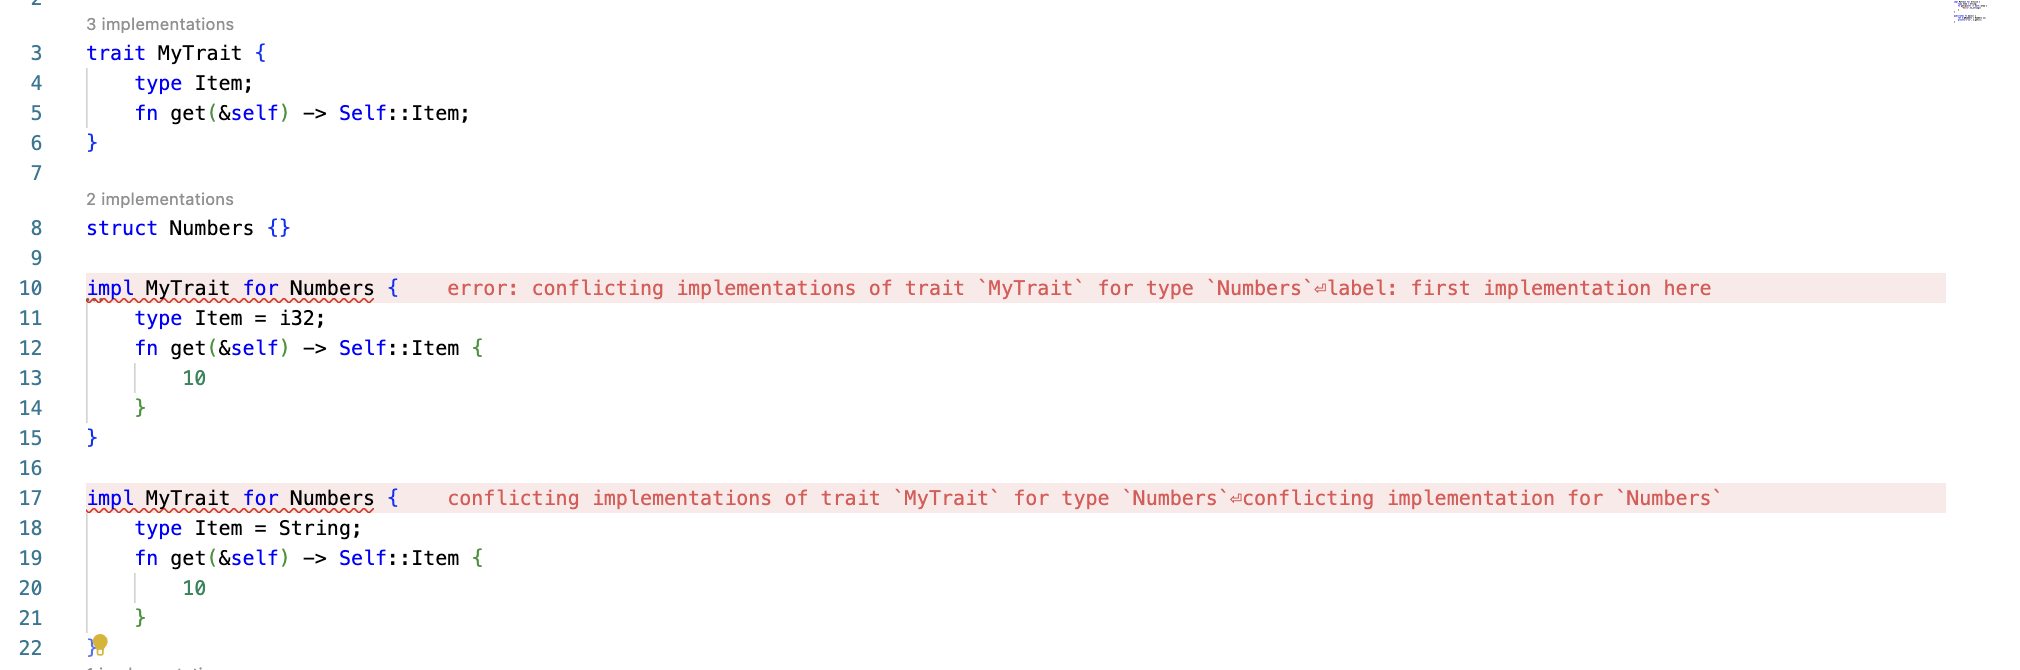 2
3 implementations
3 trait MyTrait {
4     type Item;
5     fn get(&self) -> Self::Item;
6 }
7
2 implementations
8 struct Numbers {}
9
10 impl MyTrait for Numbers {    error: conflicting implementations of trait `MyTrait` for type `Numbers`⏎label: first implementation here
11     type Item = i32;
12     fn get(&self) -> Self::Item {
13         10
14     }
15 }
16
17 impl MyTrait for Numbers {    conflicting implementations of trait `MyTrait` for type `Numbers`⏎conflicting implementation for `Numbers`
18     type Item = String;
19     fn get(&self) -> Self::Item {
20         10
21     }
22 }